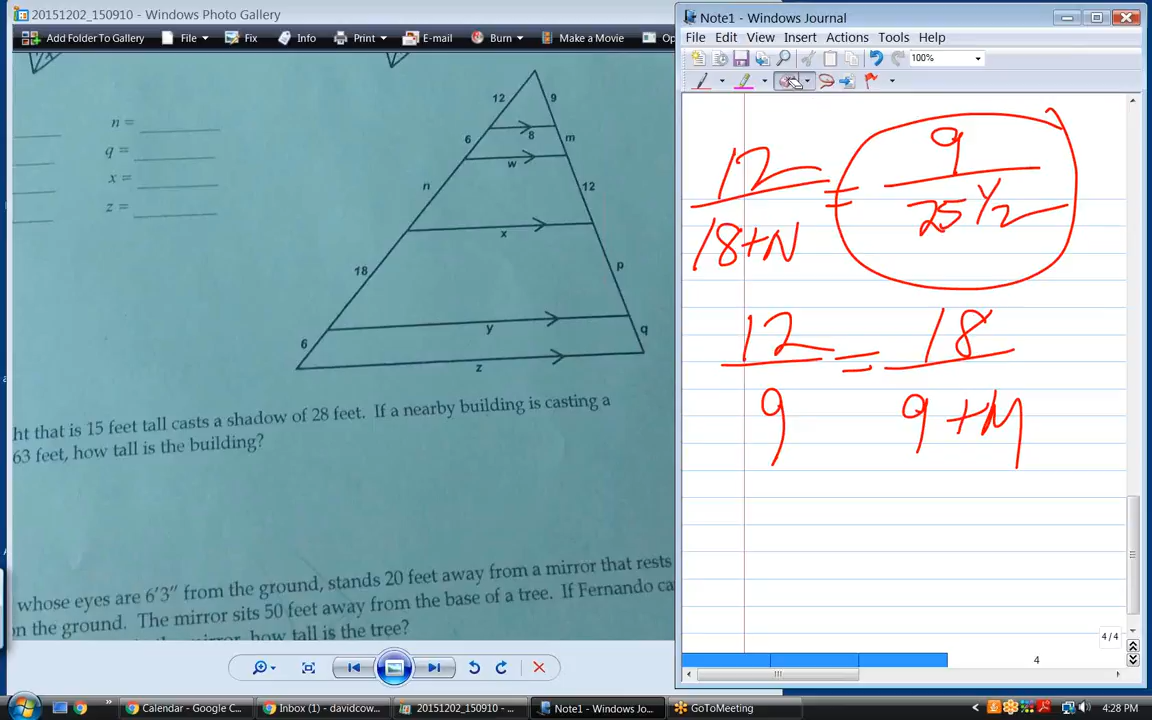 20151202_150910 - Windows Photo Gallery
Add Folder To Gallery File Fix Info Print E-mail Burn Make a Movie
n =
q =
x =
z =
12 9
6 8 m
w
n 12
x
18 p
y
6 q
z
ht that is 15 feet tall casts a shadow of 28 feet. If a nearby building is casting a
63 feet, how tall is the building?
whose eyes are 6'3" from the ground, stands 20 feet away from a mirror that rests
n the ground. The mirror sits 50 feet away from the base of a tree. If Fernando ca
how tall is the tree?
Note1 - Windows Journal
File Edit View Insert Actions Tools Help
100%
12 = 9
18+N 25 1/2
12 = 18
9 9 +M
4/4
4
Calendar - Google C... Inbox (1) - davidcow... 20151202_150910 - ... Note1 - Windows Jo... GoToMeeting 4:28 PM